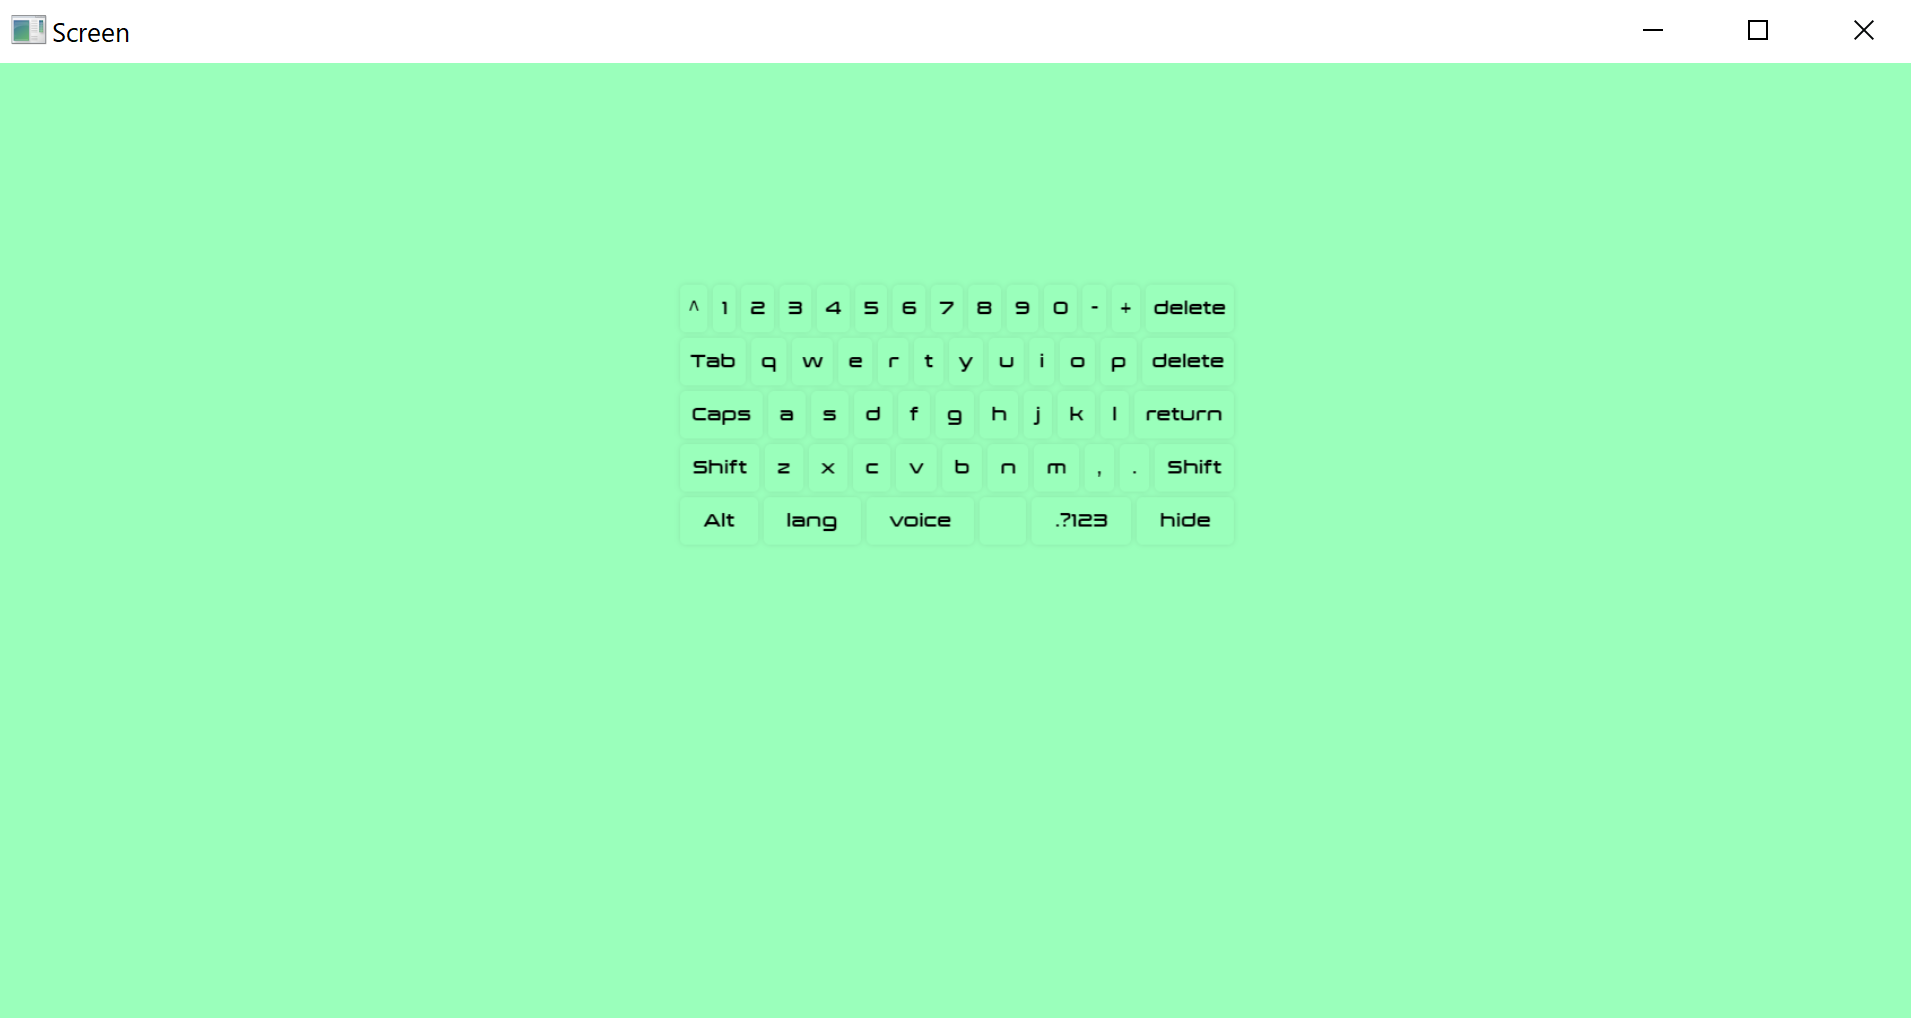 Screen
^ 1 2 3 4 5 6 7 8 9 0 - + delete
Tab q w e r t y u i o p delete
Caps a s d f g h j k l return
Shift z x c v b n m , . Shift
Alt lang voice .?123 hide